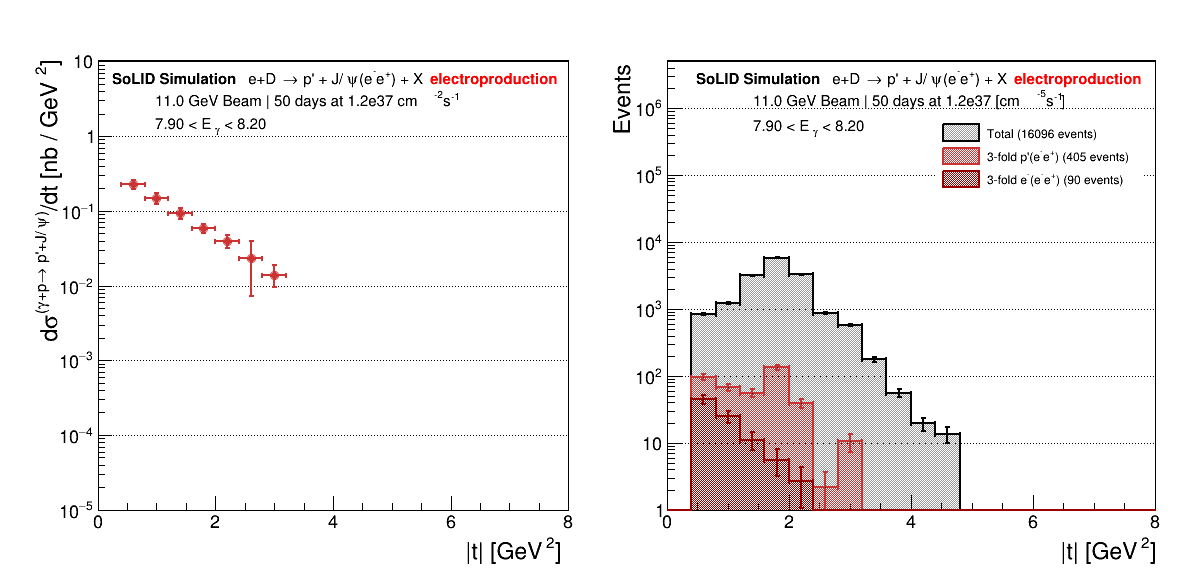 SoLID Simulation e+D → p' + J/ψ(e⁻e⁺) + X electroproduction
11.0 GeV Beam | 50 days at 1.2e37 cm⁻²s⁻¹
7.90 < E_γ < 8.20
dσ^(γ+p→ p'+J/ψ)/dt [nb / GeV²]
10
1
10⁻¹
10⁻²
10⁻³
10⁻⁴
10⁻⁵
0 2 4 6 8
|t| [GeV²]
SoLID Simulation e+D → p' + J/ψ(e⁻e⁺) + X electroproduction
11.0 GeV Beam | 50 days at 1.2e37 [cm⁻⁵s⁻¹]
7.90 < E_γ < 8.20
Total (16096 events)
3-fold p'(e⁻e⁺) (405 events)
3-fold e⁻(e⁻e⁺) (90 events)
Events
10⁶
10⁵
10⁴
10³
10²
10
1
0 2 4 6 8
|t| [GeV²]